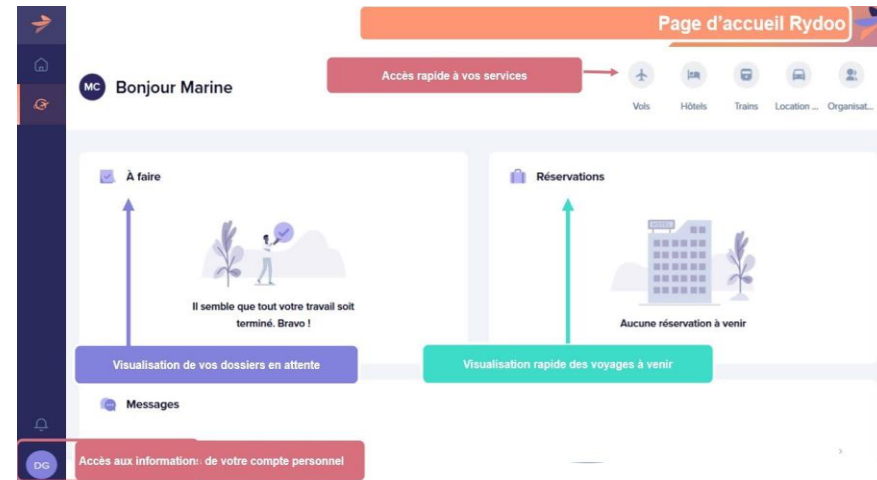 Page d'accueil Rydoo
MC Bonjour Marine
Accès rapide à vos services
Vols Hôtels Trains Location ... Organisat...
À faire
Réservations
HOTEL
Il semble que tout votre travail soit
terminé. Bravo !
Aucune réservation à venir
Visualisation de vos dossiers en attente
Visualisation rapide des voyages à venir
Messages
DG
Accès aux informations de votre compte personnel